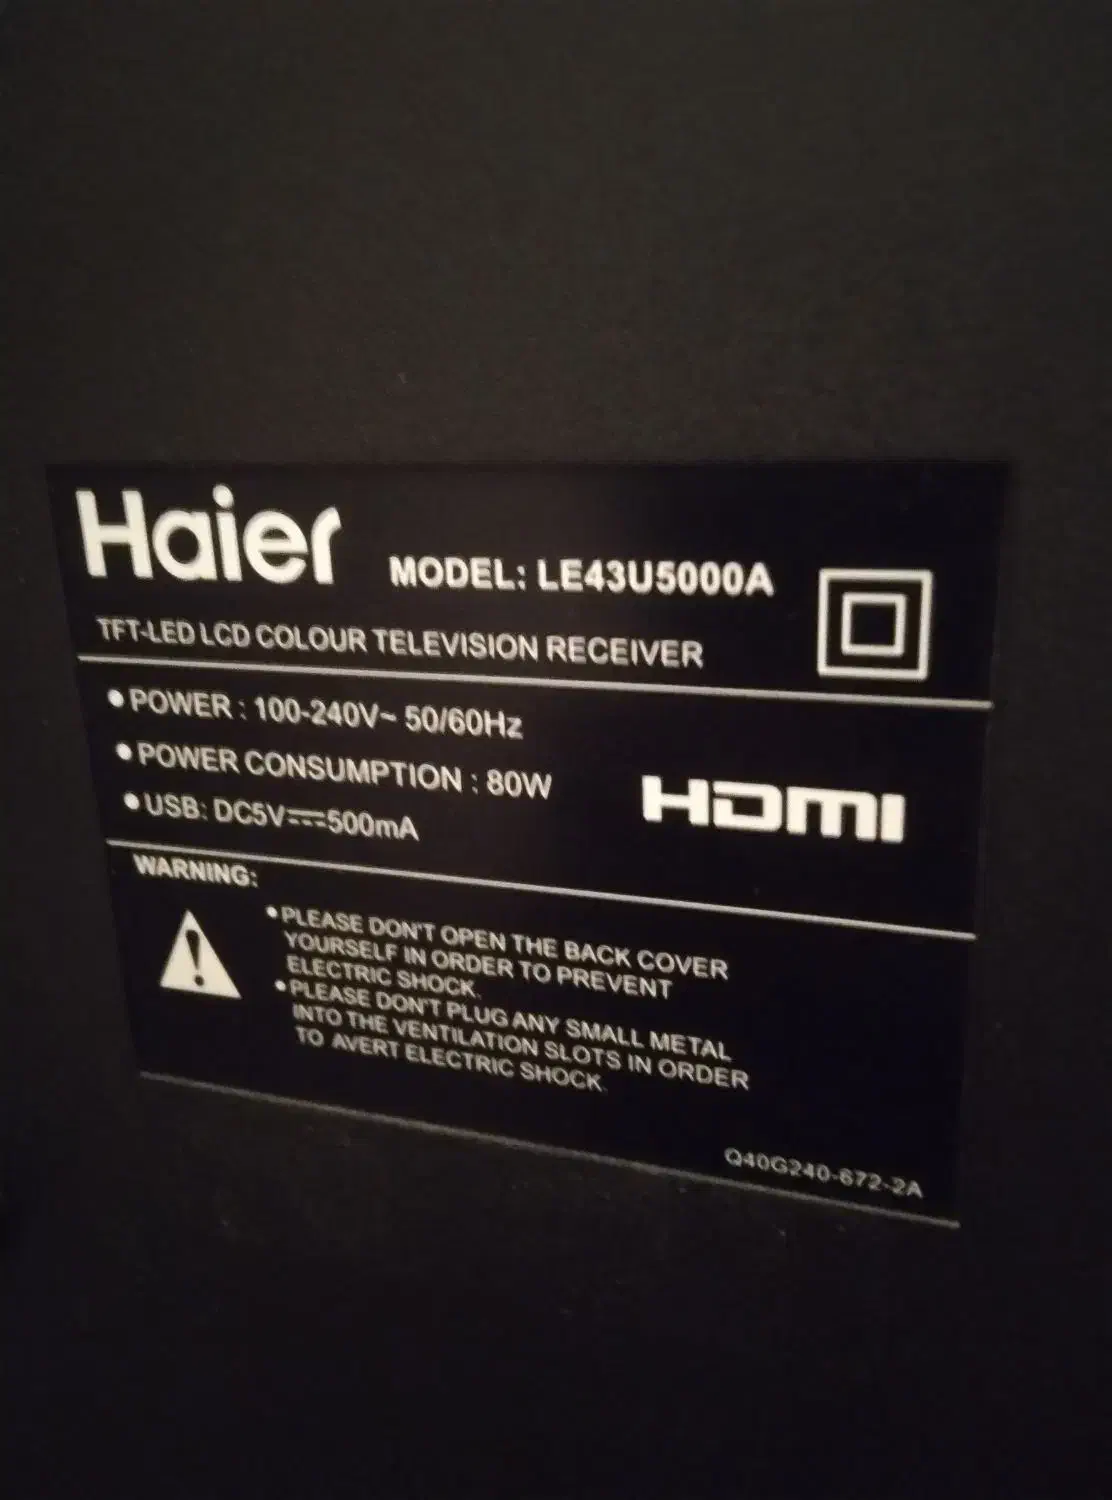 Haier
MODEL: LE43U5000A
TFT-LED LCD COLOUR TELEVISION RECEIVER
• POWER : 100-240V~ 50/60Hz
• POWER CONSUMPTION : 80W
• USB: DC5V⎓500mA
HDMI
WARNING:
• PLEASE DON'T OPEN THE BACK COVER
YOURSELF IN ORDER TO PREVENT
ELECTRIC SHOCK.
• PLEASE DON'T PLUG ANY SMALL METAL
INTO THE VENTILATION SLOTS IN ORDER
TO AVERT ELECTRIC SHOCK.
Q40G240-672-2A